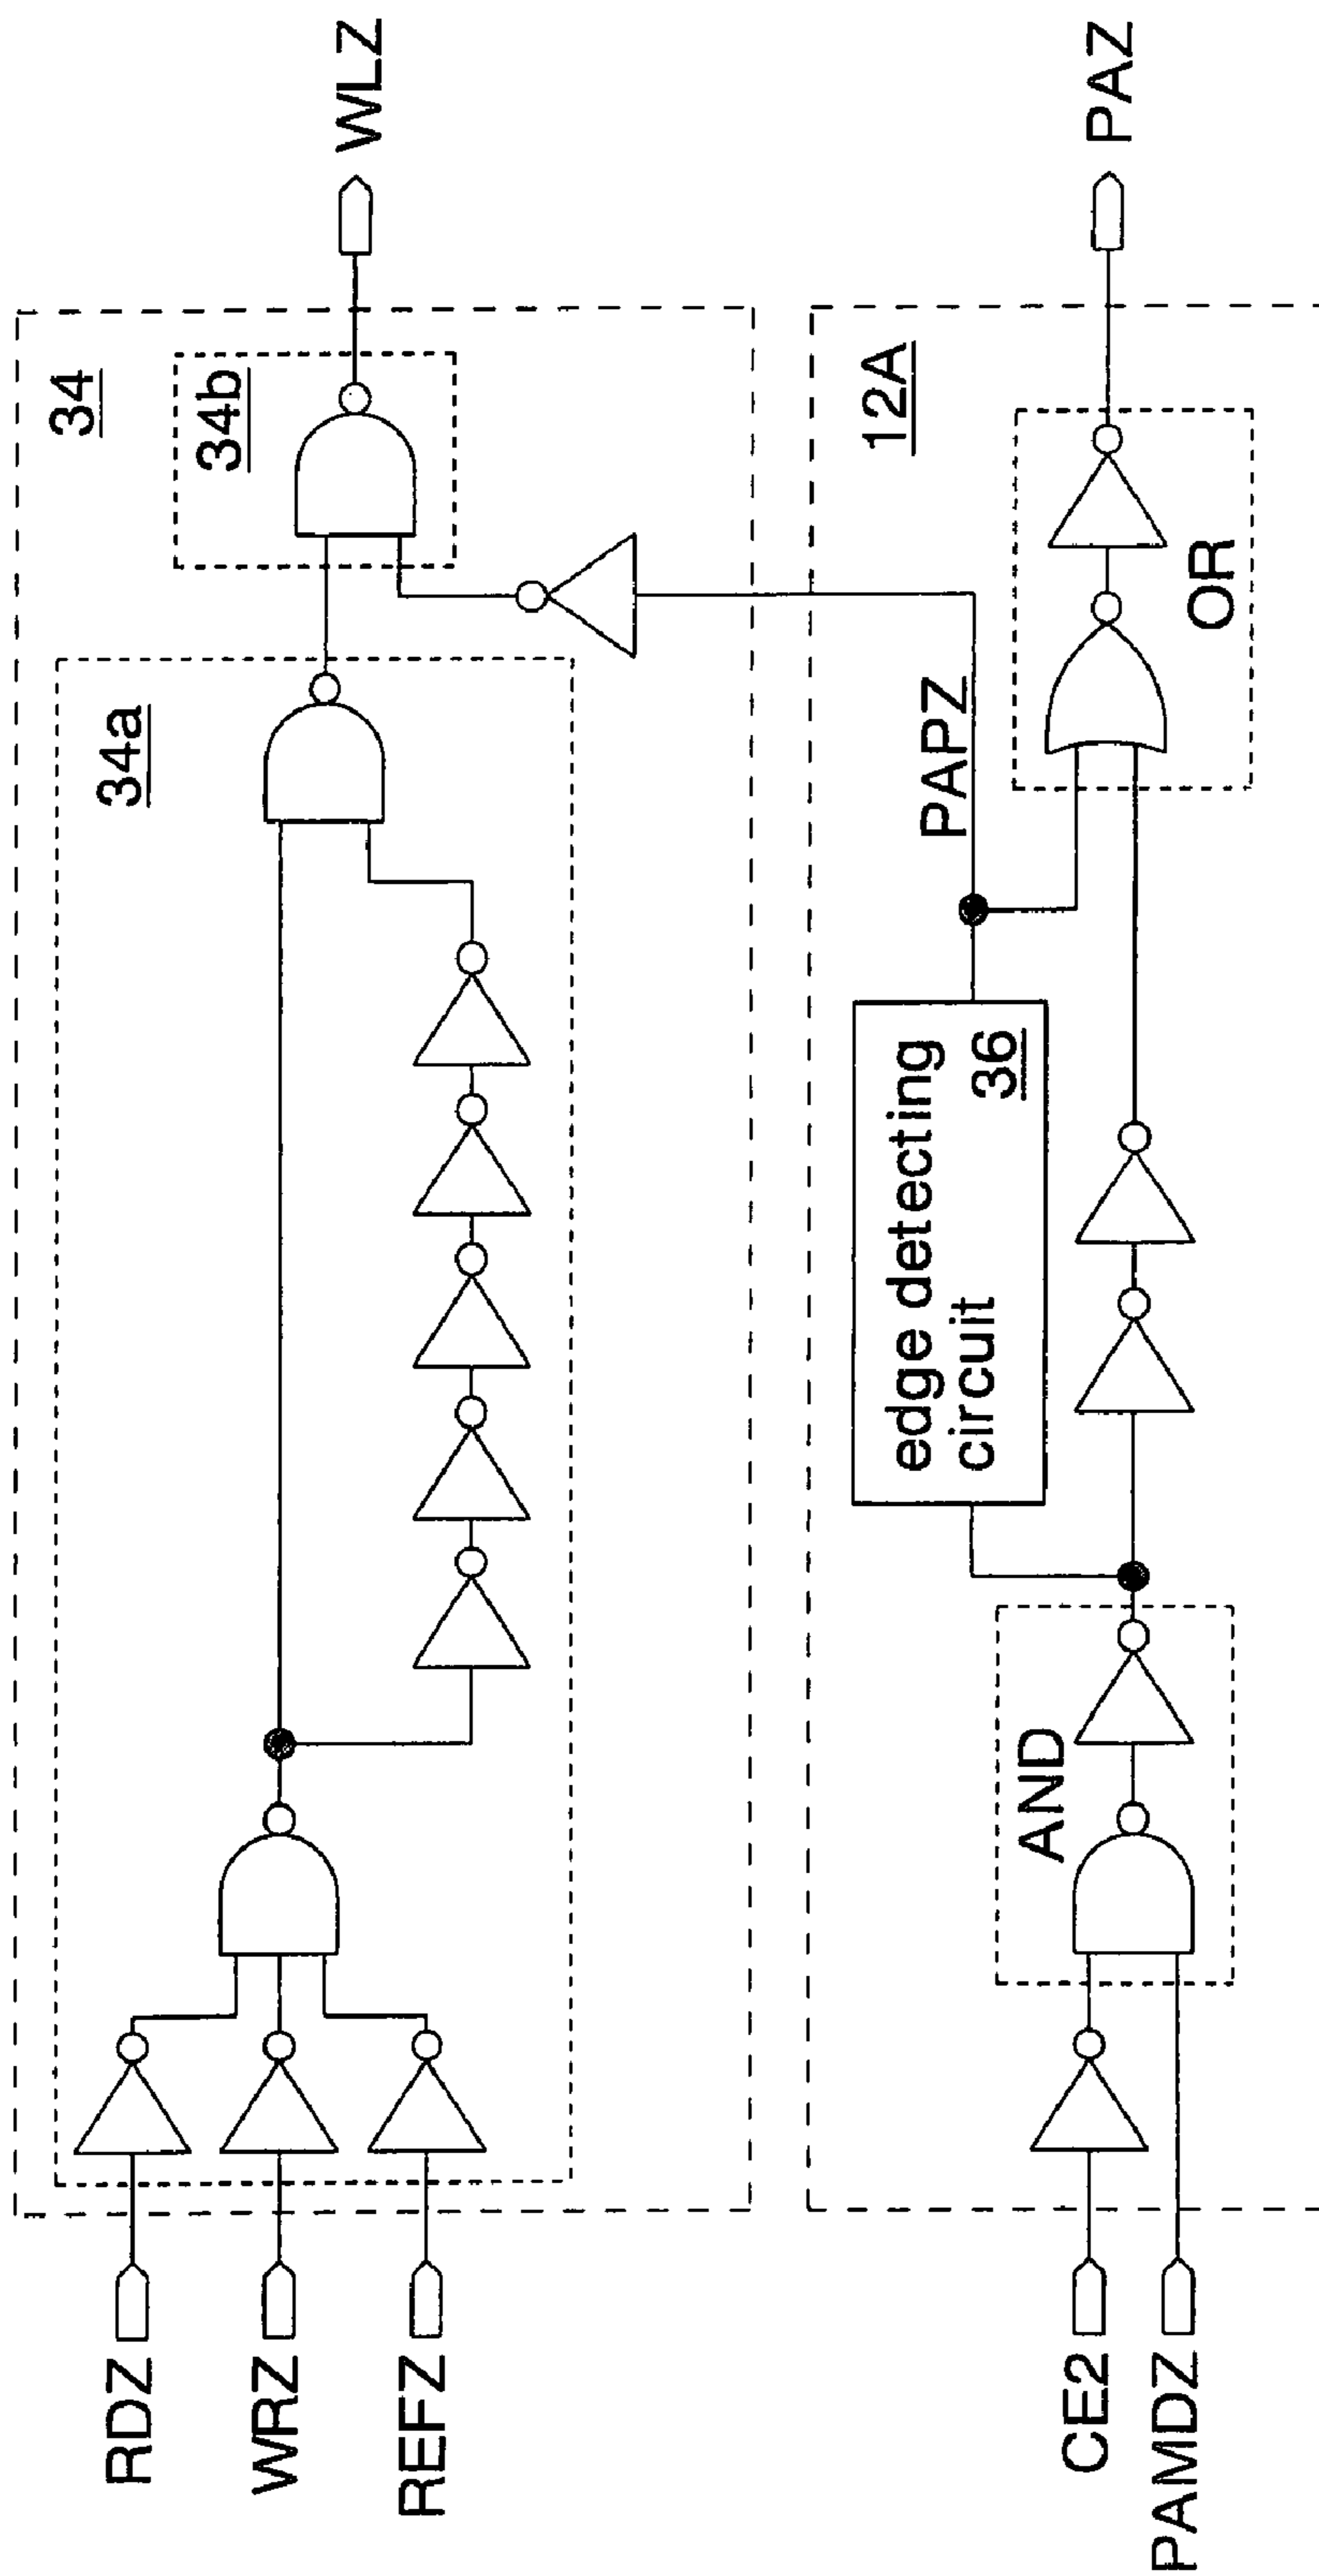 RDZ
WRZ
REFZ
34a
34b
34
WLZ
CE2
PAMDZ
AND
edge detecting
circuit
36
PAPZ
OR
12A
PAZ